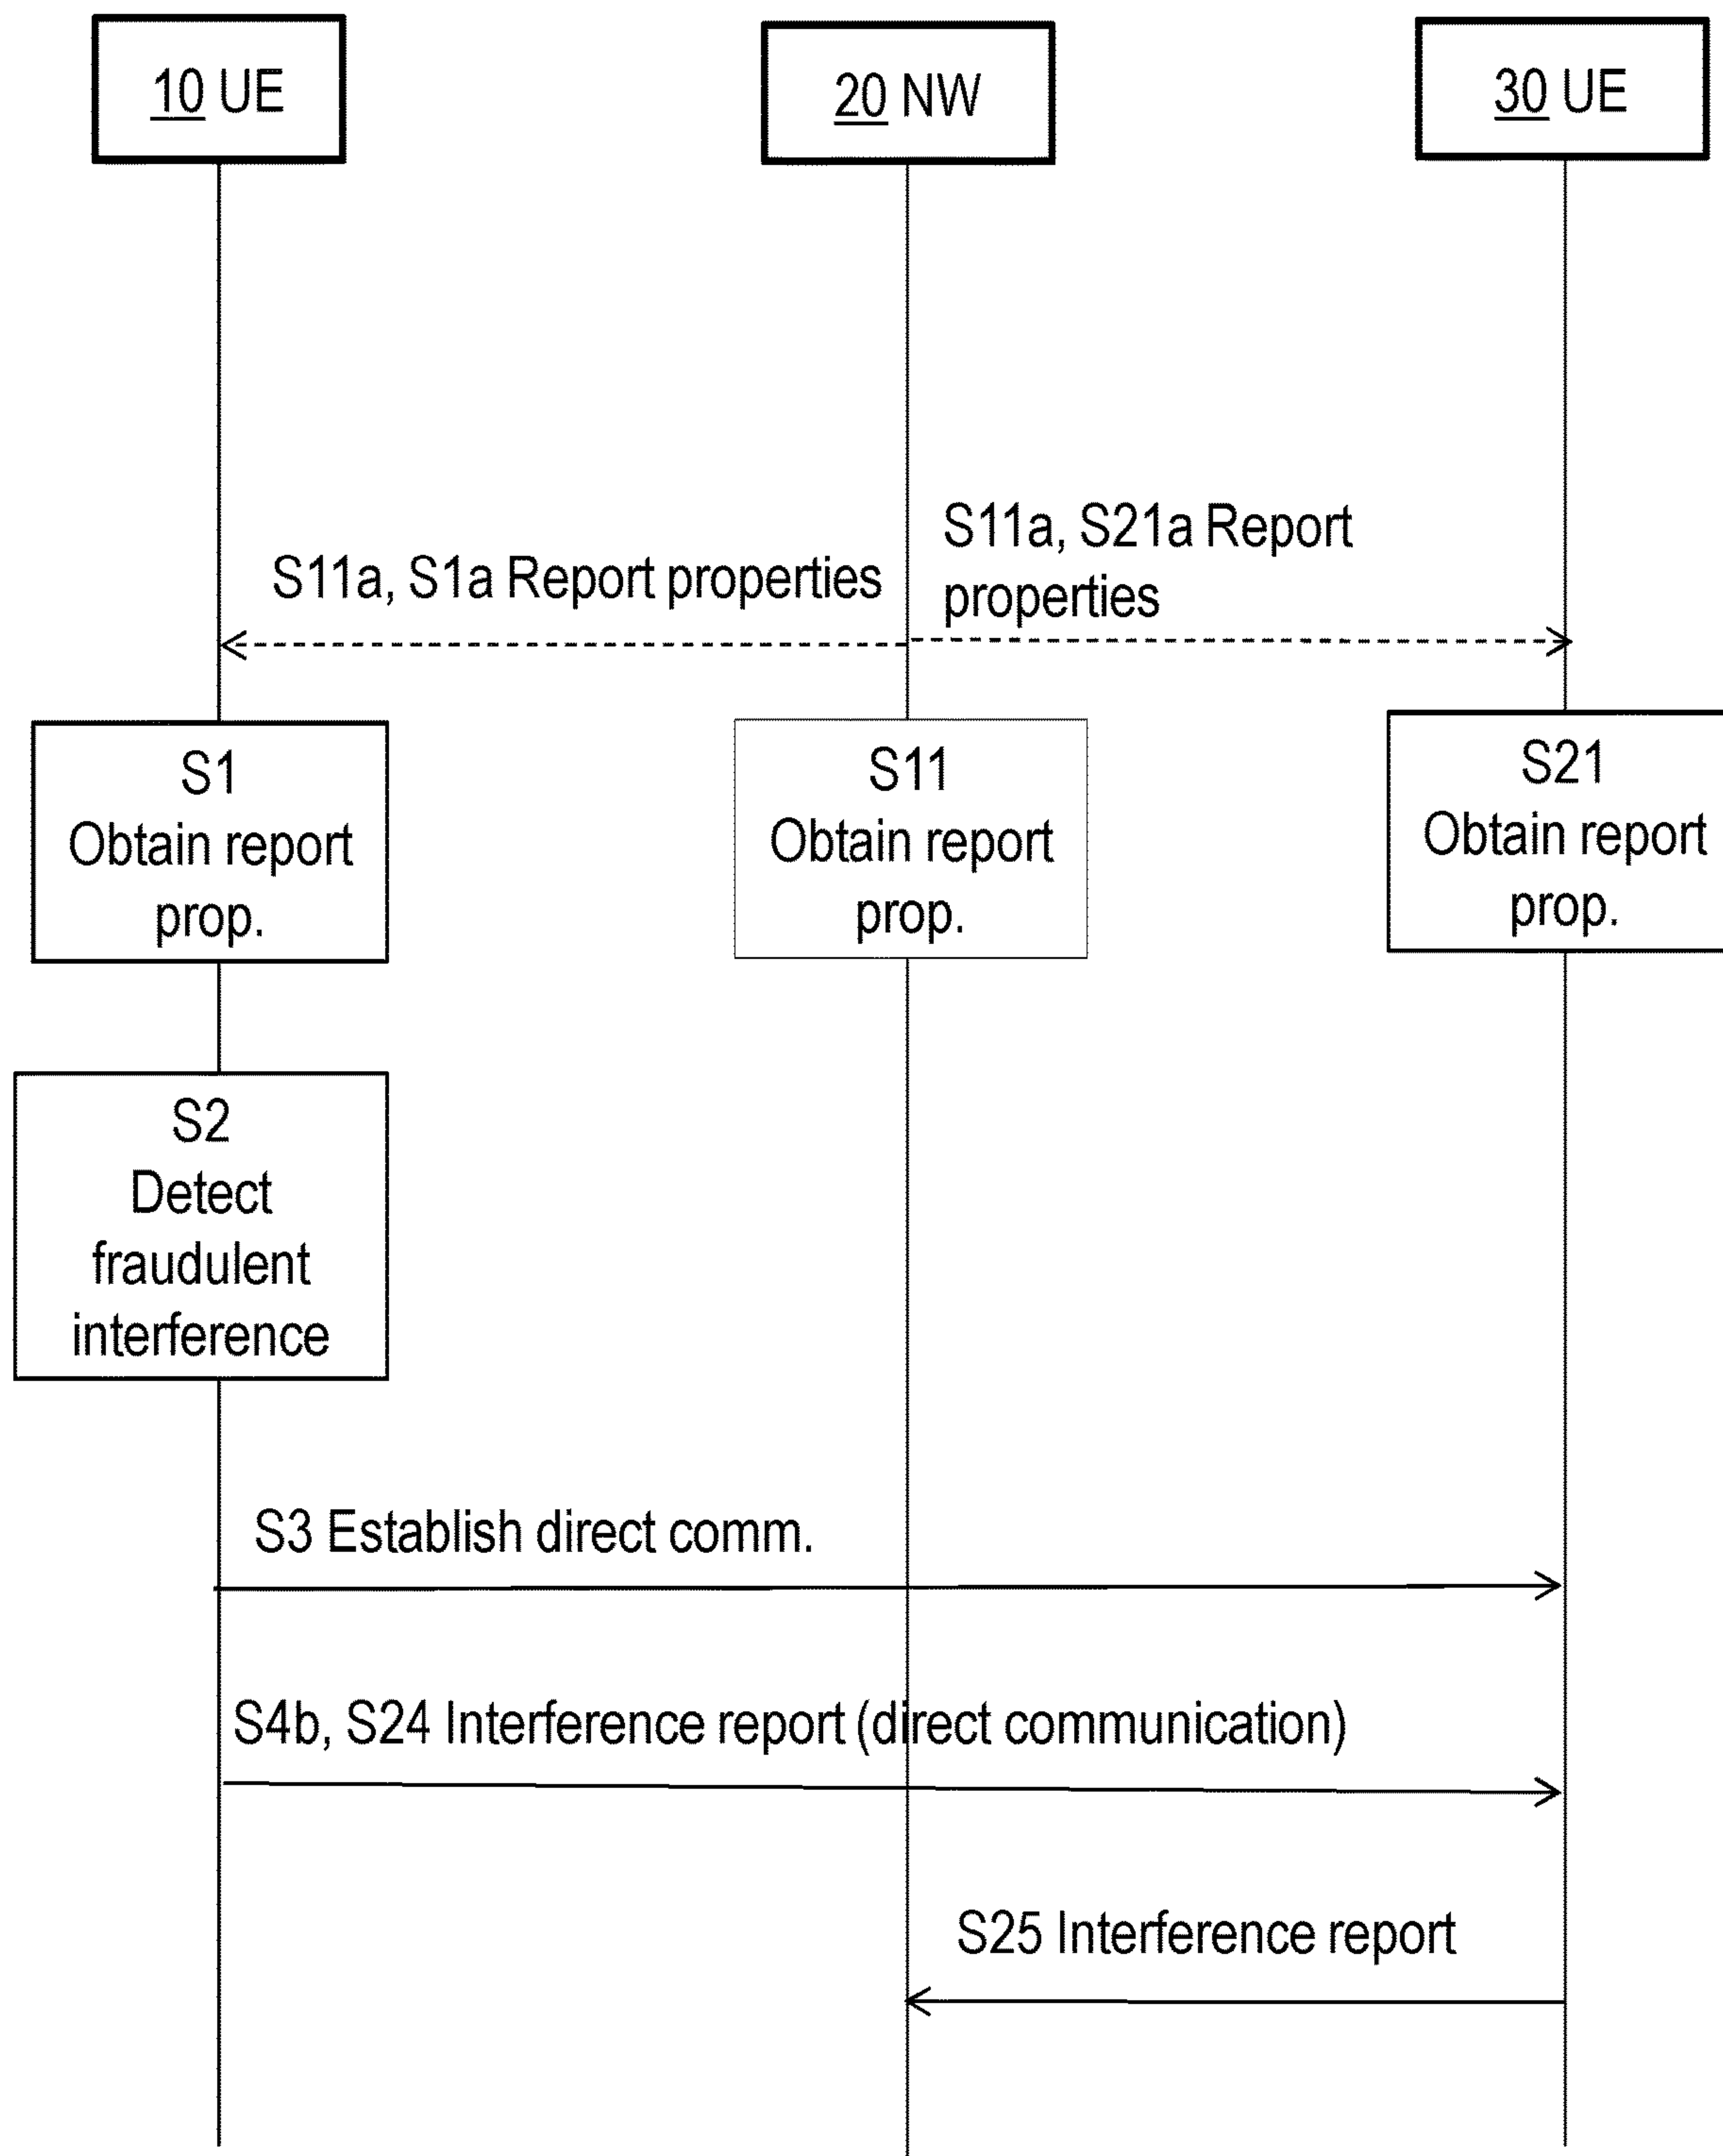 10 UE
20 NW
30 UE
S11a, S21a Report
properties
S11a, S1a Report properties
S1
Obtain report
prop.
S11
Obtain report
prop.
S21
Obtain report
prop.
S2
Detect
fraudulent
interference
S3 Establish direct comm.
S4b, S24 Interference report (direct communication)
S25 Interference report